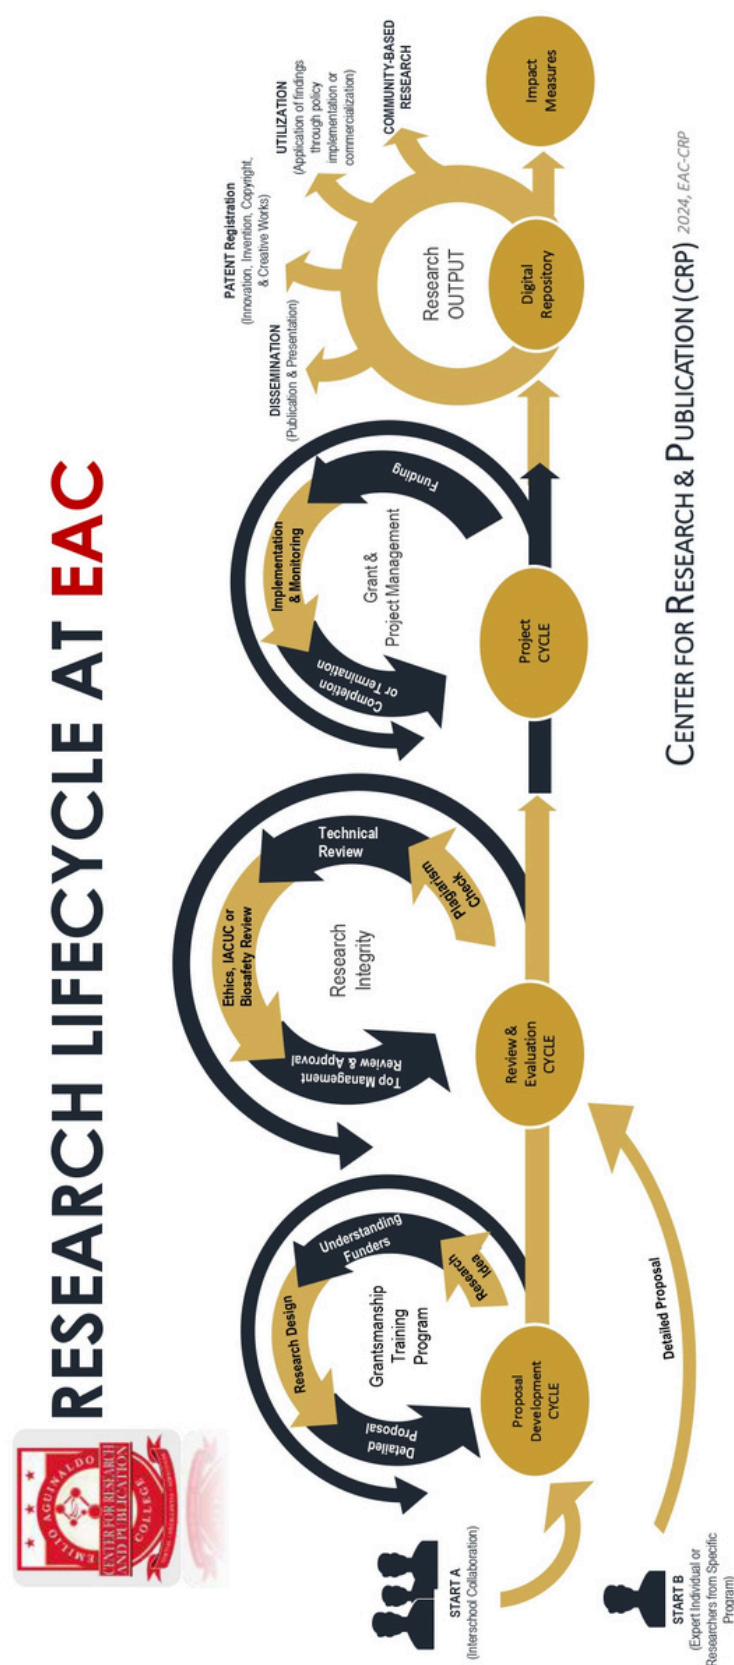 RESEARCH LIFECYCLE AT EAC
EMILIO AGUINALDO
COLLEGE
CENTER FOR RESEARCH
AND PUBLICATION
START A
(Interschool Collaboration)
START B
(Expert Individual or
Researchers from Specific
Program)
Detailed Proposal
Proposal
Development
CYCLE
Grantsmanship
Training
Program
Research
Idea
Understanding
Funders
Research Design
Detailed
Proposal
Review &
Evaluation
CYCLE
Research
Integrity
Plagiarism
Check
Technical
Review
Ethics, IACUC or
Biosafety Review
Top Management
Review & Approval
Project
CYCLE
Grant &
Project Management
Funding
Implementation
& Monitoring
Completion
or Termination
Research
OUTPUT
Digital
Repository
DISSEMINATION
(Publication & Presentation)
PATENT Registration
(Innovation, Invention, Copyright,
& Creative Works)
UTILIZATION
(Application of findings
through policy
implementation or
commercialization)
COMMUNITY-BASED
RESEARCH
Impact
Measures
CENTER FOR RESEARCH & PUBLICATION (CRP) 2024, EAC-CRP